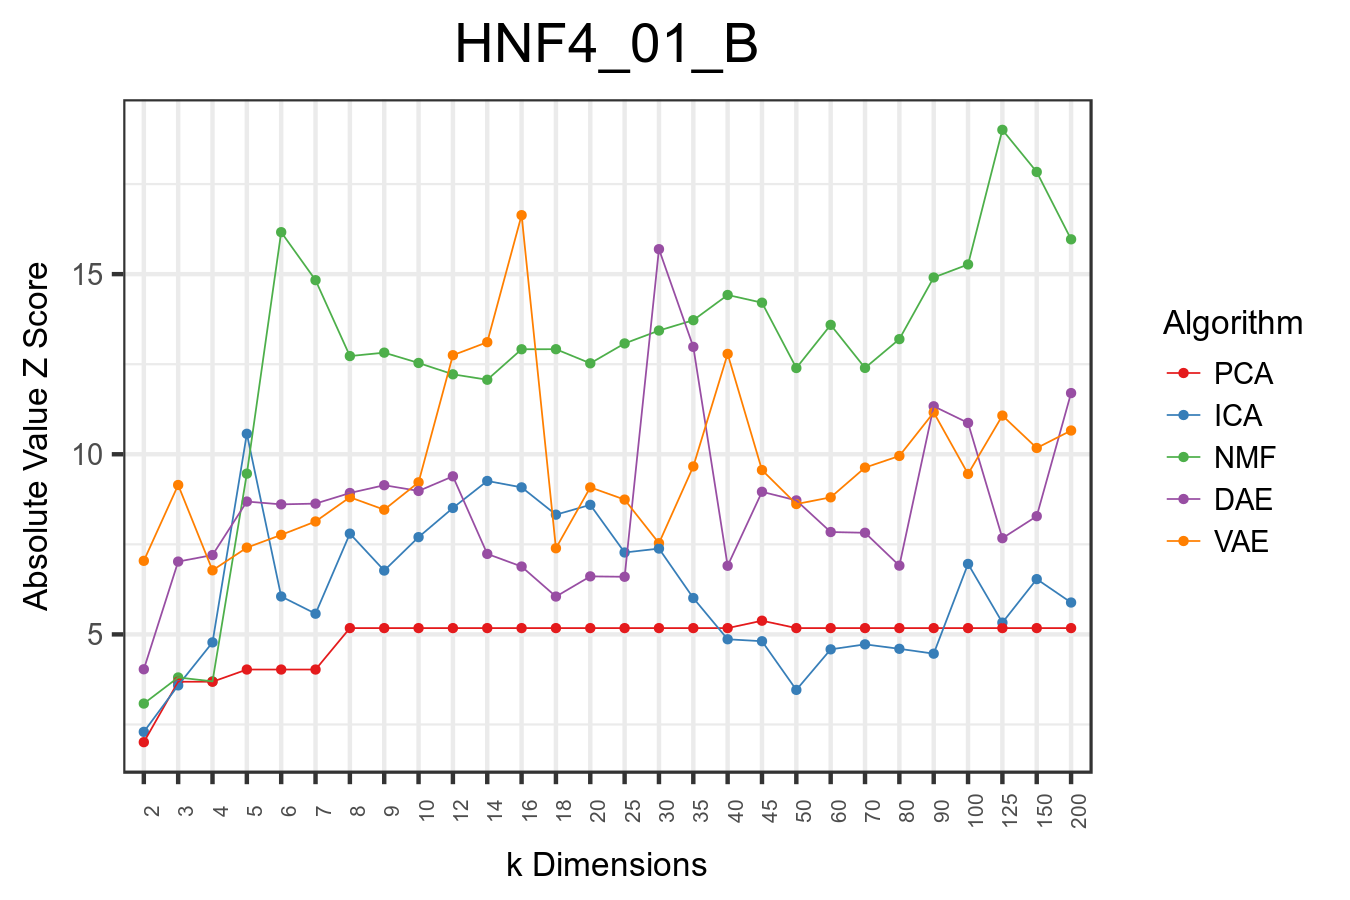 HNF4_01_B
Absolute Value Z Score
15
10
5
2 3 4 5 6 7 8 9 10 12 14 16 18 20 25 30 35 40 45 50 60 70 80 90 100 125 150 200
k Dimensions
Algorithm
PCA
ICA
NMF
DAE
VAE